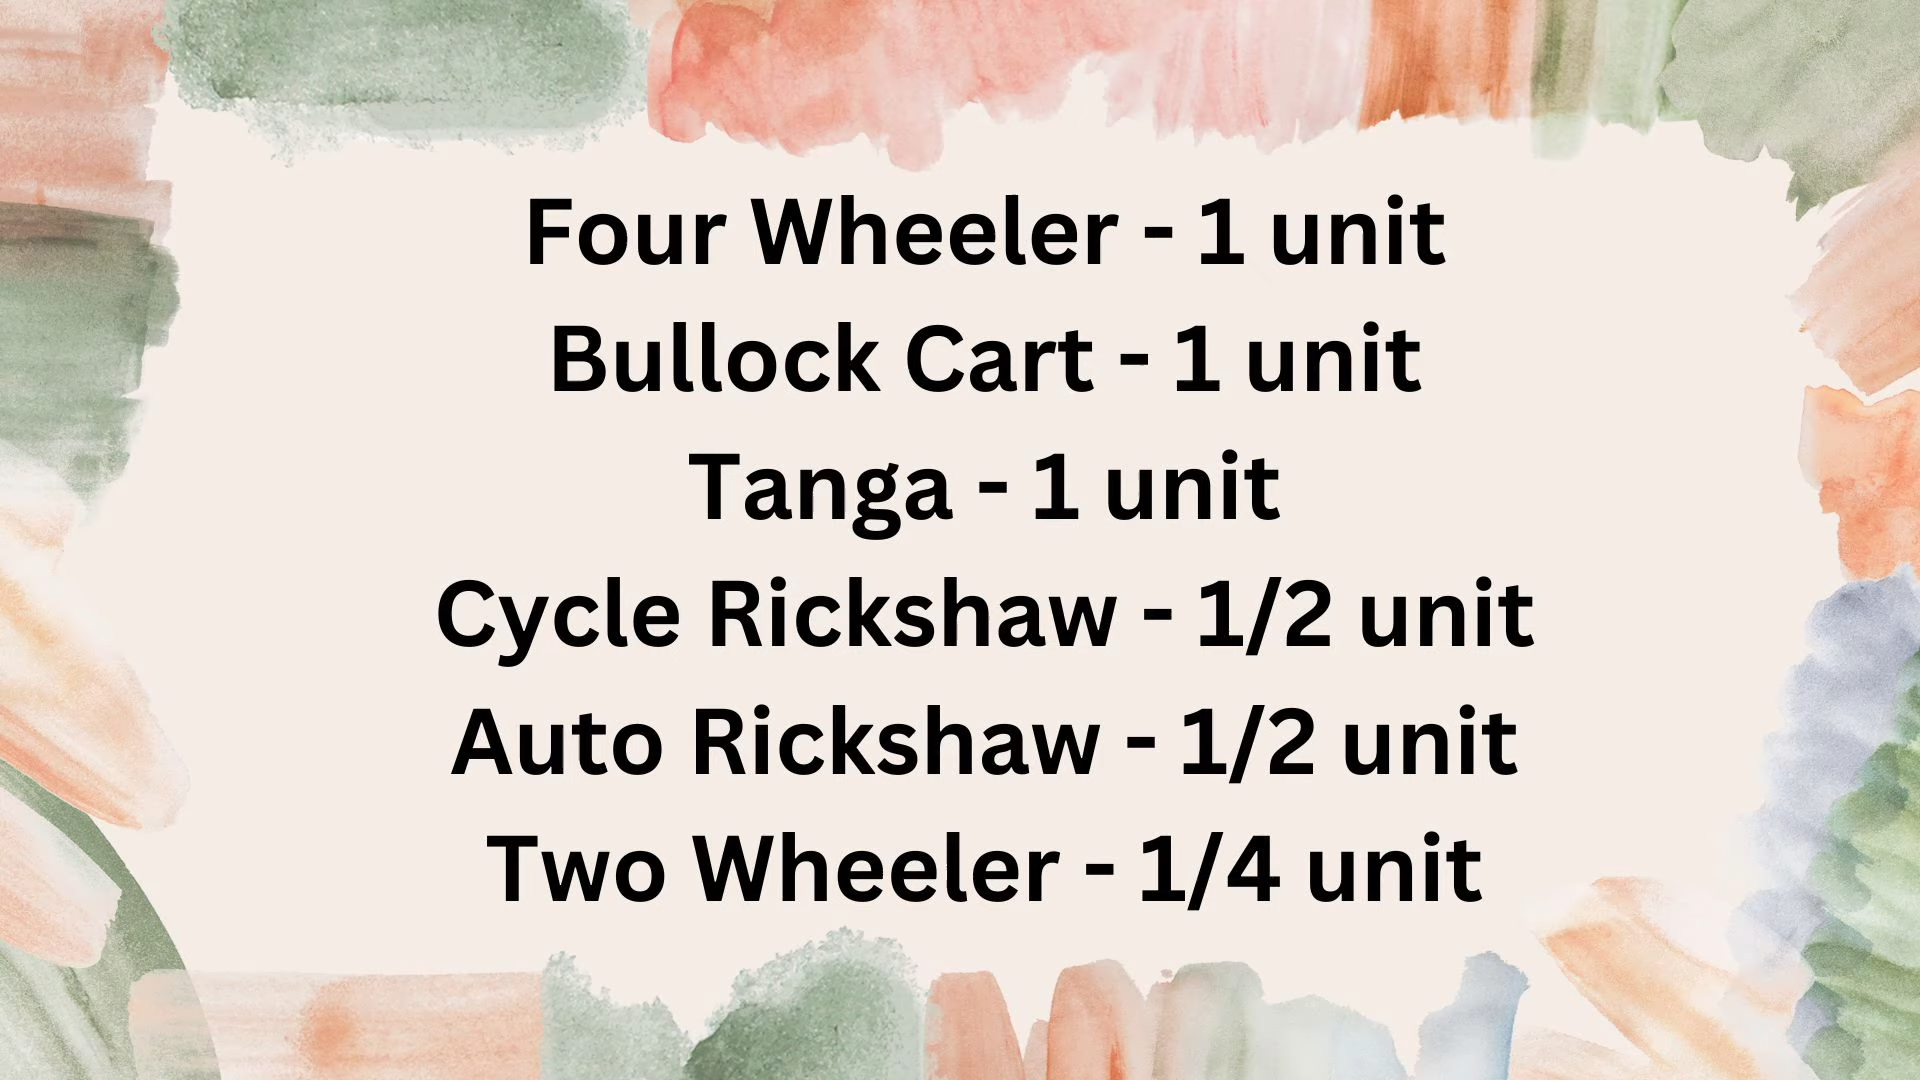 Four Wheeler - 1 unit
Bullock Cart - 1 unit
Tanga - 1 unit
Cycle Rickshaw - 1/2 unit
Auto Rickshaw - 1/2 unit
Two Wheeler - 1/4 unit